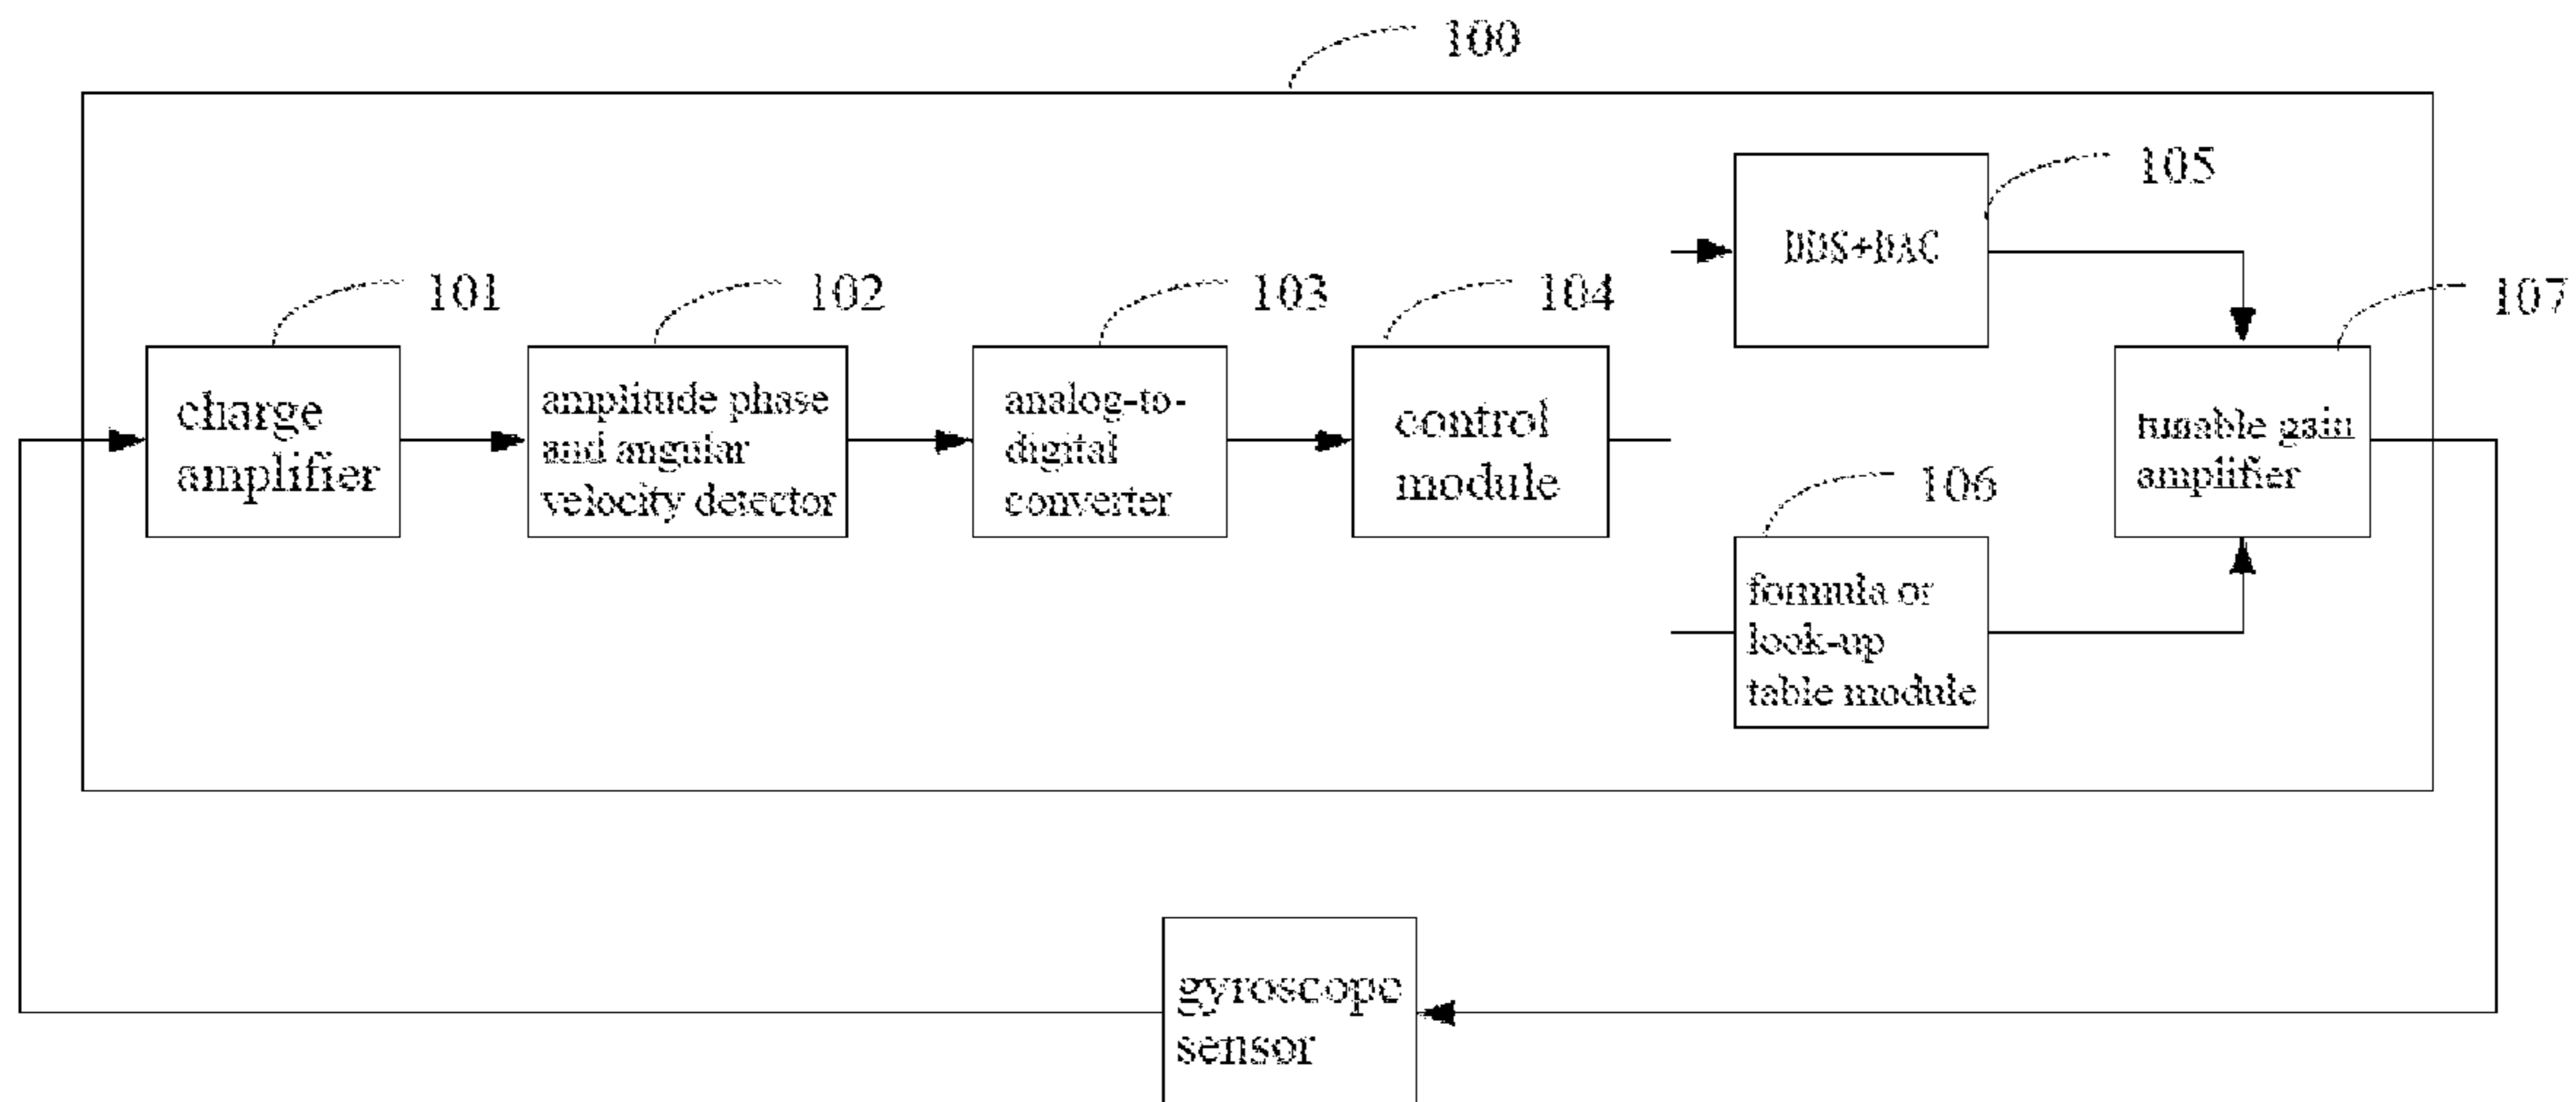 100
105
DDS+DAC
101
102
103
104
107
charge
amplifier
amplitude phase
and angular
velocity detector
analog-to-
digital
converter
control
module
tunable gain
amplifier
106
formula or
look-up
table module
gyroscope
sensor